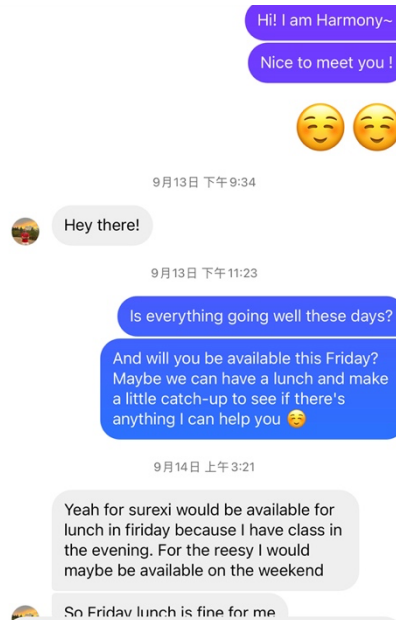 Hi! I am Harmony~
Nice to meet you !
9月13日 下午9:34
Hey there!
9月13日 下午11:23
Is everything going well these days?
And will you be available this Friday?
Maybe we can have a lunch and make
a little catch-up to see if there's
anything I can help you
9月14日 上午3:21
Yeah for surexi would be available for
lunch in firiday because I have class in
the evening. For the reesy I would
maybe be available on the weekend
So Friday lunch is fine for me